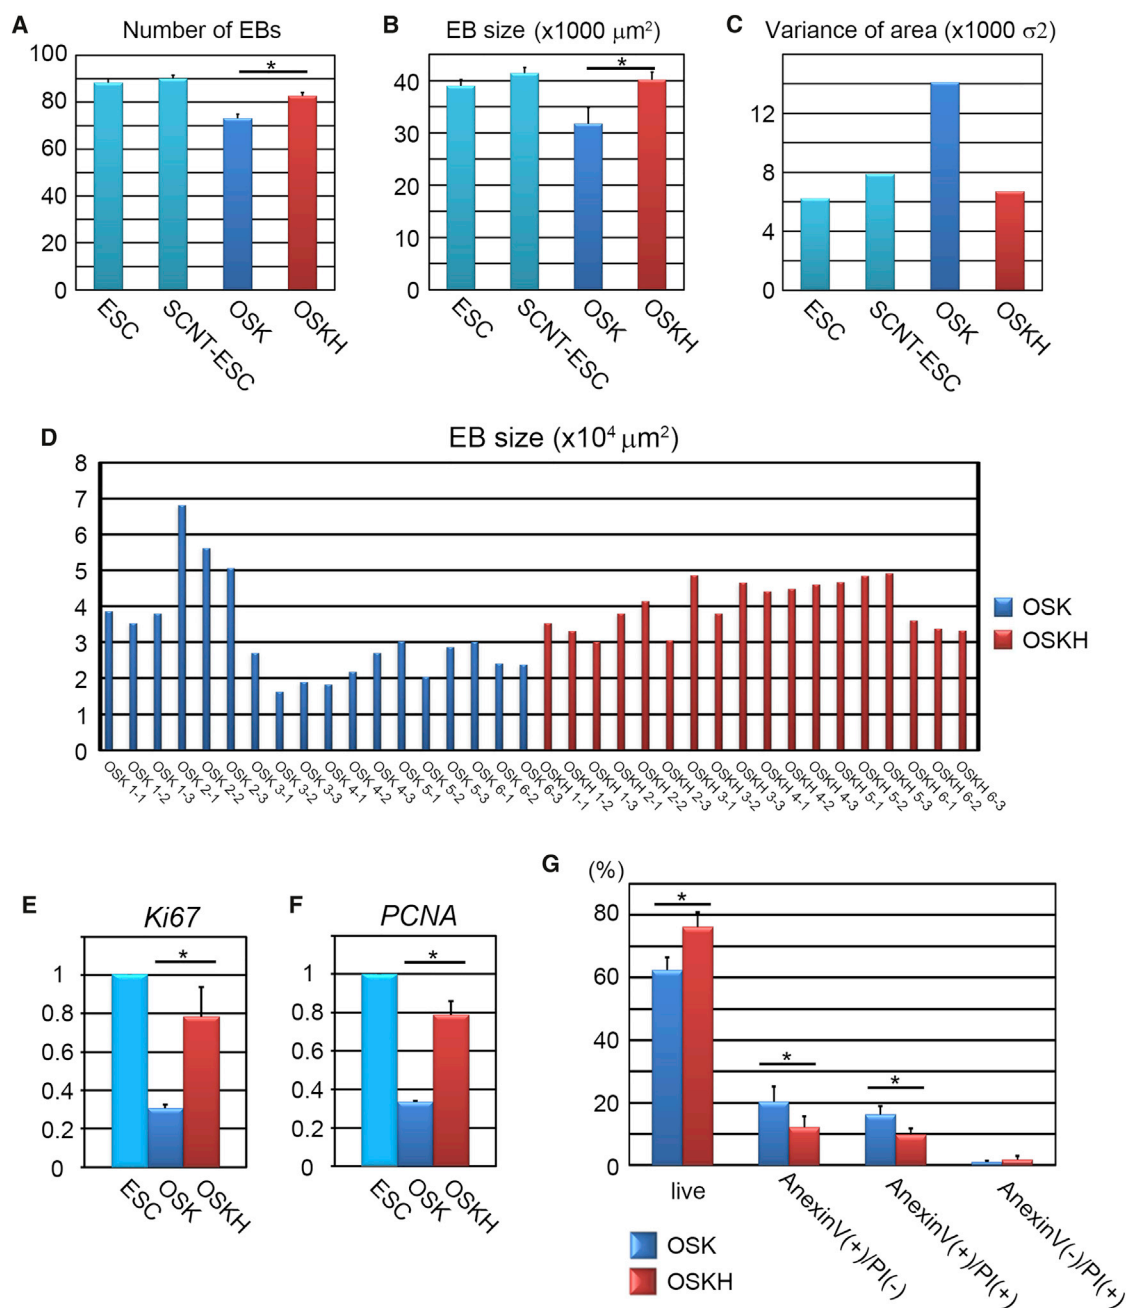 A
Number of EBs
100
80
60
40
20
0
*
ESC
SCNT-ESC
OSK
OSKH
B
EB size (x1000 μm²)
40
30
20
10
0
*
ESC
SCNT-ESC
OSK
OSKH
C
Variance of area (x1000 σ2)
12
8
4
0
ESC
SCNT-ESC
OSK
OSKH
D
EB size (x10⁴ μm²)
8
7
6
5
4
3
2
1
0
OSK 1-1
OSK 1-2
OSK 1-3
OSK 2-1
OSK 2-2
OSK 2-3
OSK 3-1
OSK 3-2
OSK 3-3
OSK 4-1
OSK 4-2
OSK 4-3
OSK 5-1
OSK 5-2
OSK 5-3
OSK 6-1
OSK 6-2
OSK 6-3
OSKH 1-1
OSKH 1-2
OSKH 1-3
OSKH 2-1
OSKH 2-2
OSKH 2-3
OSKH 3-1
OSKH 3-2
OSKH 3-3
OSKH 4-1
OSKH 4-2
OSKH 4-3
OSKH 5-1
OSKH 5-2
OSKH 5-3
OSKH 6-1
OSKH 6-2
OSKH 6-3
OSK
OSKH
E
Ki67
1
0.8
0.6
0.4
0.2
0
*
ESC
OSK
OSKH
F
PCNA
1
0.8
0.6
0.4
0.2
0
*
ESC
OSK
OSKH
G
(%)
80
60
40
20
0
*
*
*
live
AnexinV(+)/PI(-)
AnexinV(+)/PI(+)
AnexinV(-)/PI(+)
OSK
OSKH